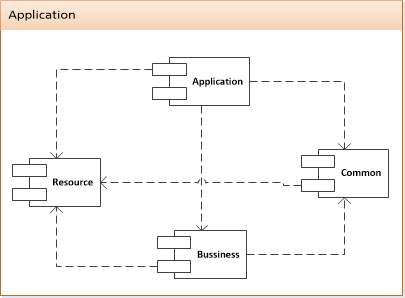 Application
Application
Common
Resource
Bussiness